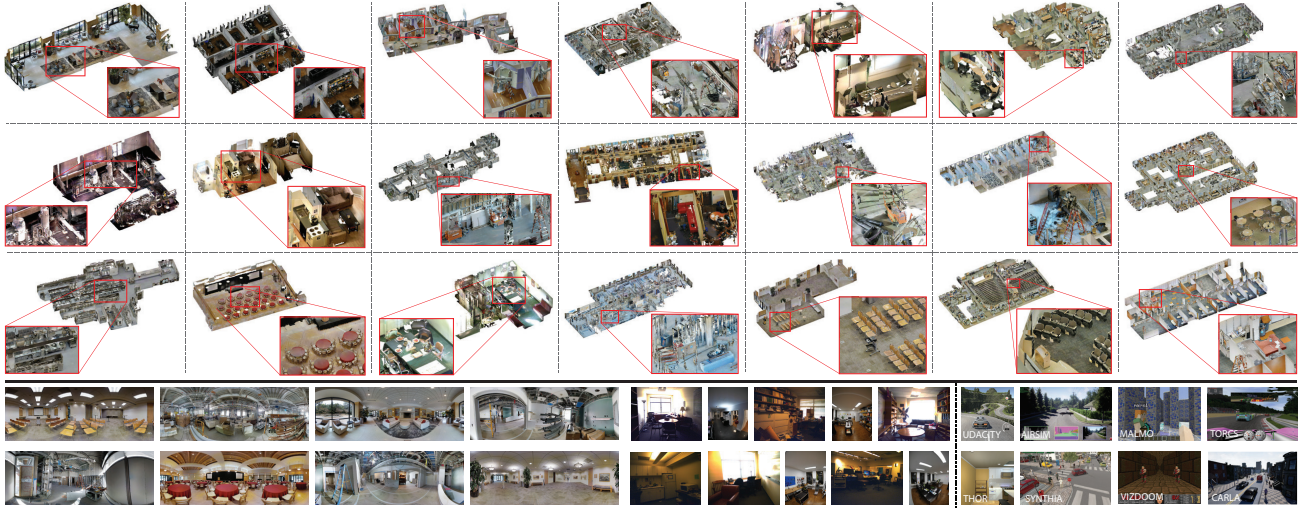 UDACITY
AIRSIM
MALMO
TORCS
THOR
SYNTHIA
VIZDOOM
CARLA